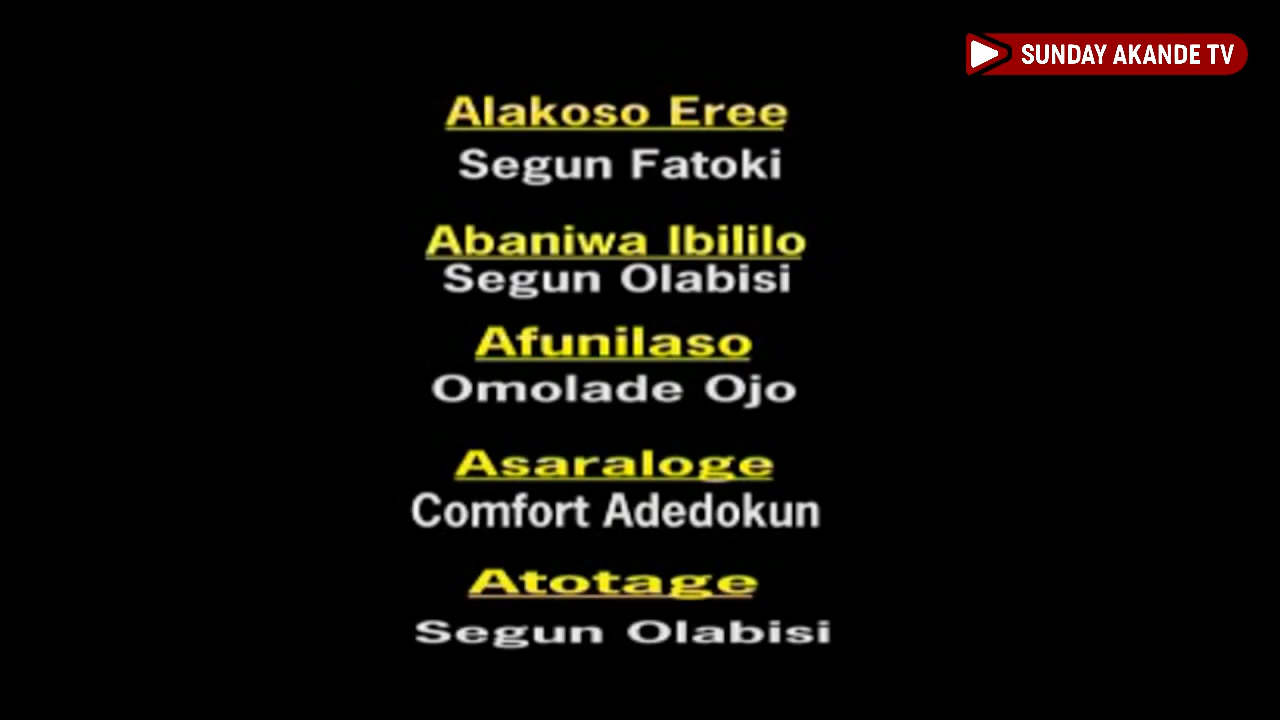 SUNDAY AKANDE TV
Alakoso Eree
Segun Fatoki
Abaniwa Ibililo
Segun Olabisi
Afunilaso
Omolade Ojo
Asaraloge
Comfort Adedokun
Atotage
Segun Olabisi